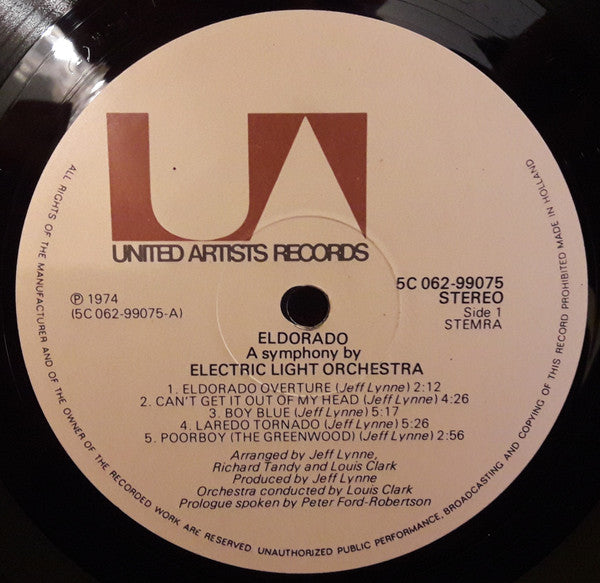 UA
UNITED ARTISTS RECORDS
℗ 1974
(5C 062-99075-A)
5C 062-99075
STEREO
Side 1
STEMRA
ELDORADO
A symphony by
ELECTRIC LIGHT ORCHESTRA
1. ELDORADO OVERTURE (Jeff Lynne) 2:12
2. CAN'T GET IT OUT OF MY HEAD (Jeff Lynne) 4:26
3. BOY BLUE (Jeff Lynne) 5:17
4. LAREDO TORNADO (Jeff Lynne) 5:26
5. POORBOY (THE GREENWOOD) (Jeff Lynne) 2:56
Arranged by Jeff Lynne,
Richard Tandy and Louis Clark
Produced by Jeff Lynne
Orchestra conducted by Louis Clark
Prologue spoken by Peter Ford-Robertson
ALL RIGHTS OF THE MANUFACTURER AND OF THE OWNER OF THE RECORDED WORK ARE RESERVED. UNAUTHORIZED PUBLIC PERFORMANCE, BROADCASTING AND COPYING OF THIS RECORD PROHIBITED MADE IN HOLLAND